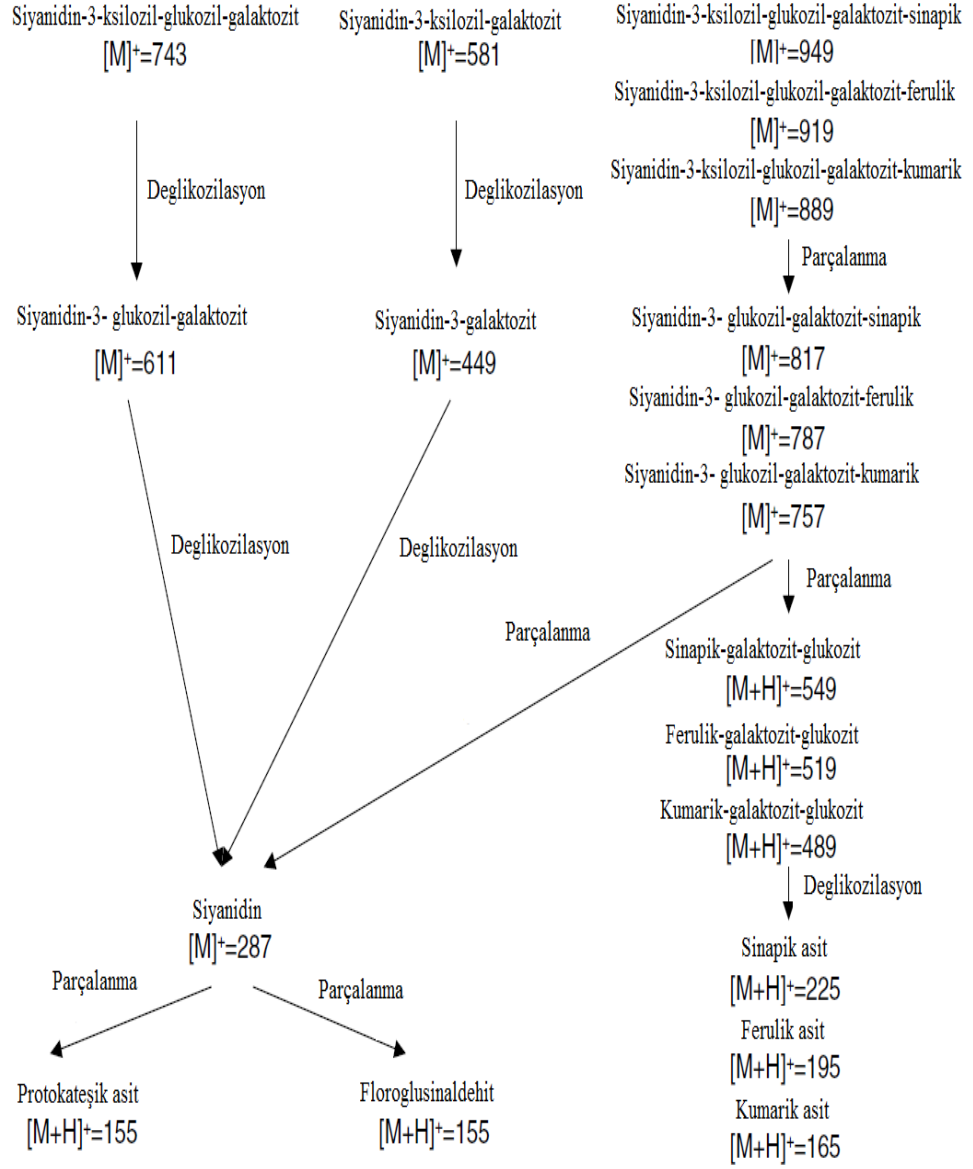 Siyanidin-3-ksilozil-glukozil-galaktozit
[M]+=743
Deglikozilasyon
Siyanidin-3- glukozil-galaktozit
[M]+=611
Deglikozilasyon
Siyanidin-3-ksilozil-galaktozit
[M]+=581
Deglikozilasyon
Siyanidin-3-galaktozit
[M]+=449
Deglikozilasyon
Siyanidin-3-ksilozil-glukozil-galaktozit-sinapik
[M]+=949
Siyanidin-3-ksilozil-glukozil-galaktozit-ferulik
[M]+=919
Siyanidin-3-ksilozil-glukozil-galaktozit-kumarik
[M]+=889
Parçalanma
Siyanidin-3- glukozil-galaktozit-sinapik
[M]+=817
Siyanidin-3- glukozil-galaktozit-ferulik
[M]+=787
Siyanidin-3- glukozil-galaktozit-kumarik
[M]+=757
Parçalanma
Parçalanma
Sinapik-galaktozit-glukozit
[M+H]+=549
Ferulik-galaktozit-glukozit
[M+H]+=519
Kumarik-galaktozit-glukozit
[M+H]+=489
Deglikozilasyon
Sinapik asit
[M+H]+=225
Ferulik asit
[M+H]+=195
Kumarik asit
[M+H]+=165
Siyanidin
[M]+=287
Parçalanma
Parçalanma
Protokateşik asit
[M+H]+=155
Floroglusinaldehit
[M+H]+=155